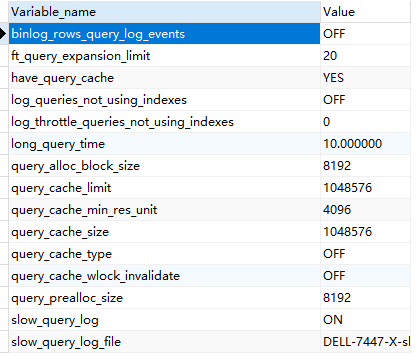 Variable_name Value
binlog_rows_query_log_events OFF
ft_query_expansion_limit 20
have_query_cache YES
log_queries_not_using_indexes OFF
log_throttle_queries_not_using_indexes 0
long_query_time 10.000000
query_alloc_block_size 8192
query_cache_limit 1048576
query_cache_min_res_unit 4096
query_cache_size 1048576
query_cache_type OFF
query_cache_wlock_invalidate OFF
query_prealloc_size 8192
slow_query_log ON
slow_query_log_file DELL-7447-X-sl